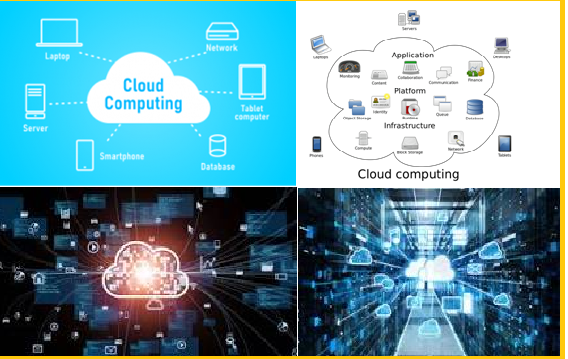 Laptop
Network
Cloud
Computing
Server
Tablet
computer
Smartphone
Database
Servers
Application
Laptops
Desktops
Monitoring
Content
Collaboration
Communication
Finance
Platform
Object Storage
Identity
Runtime
Queue
Database
Infrastructure
Compute
Block Storage
Network
Phones
Tablets
Cloud computing